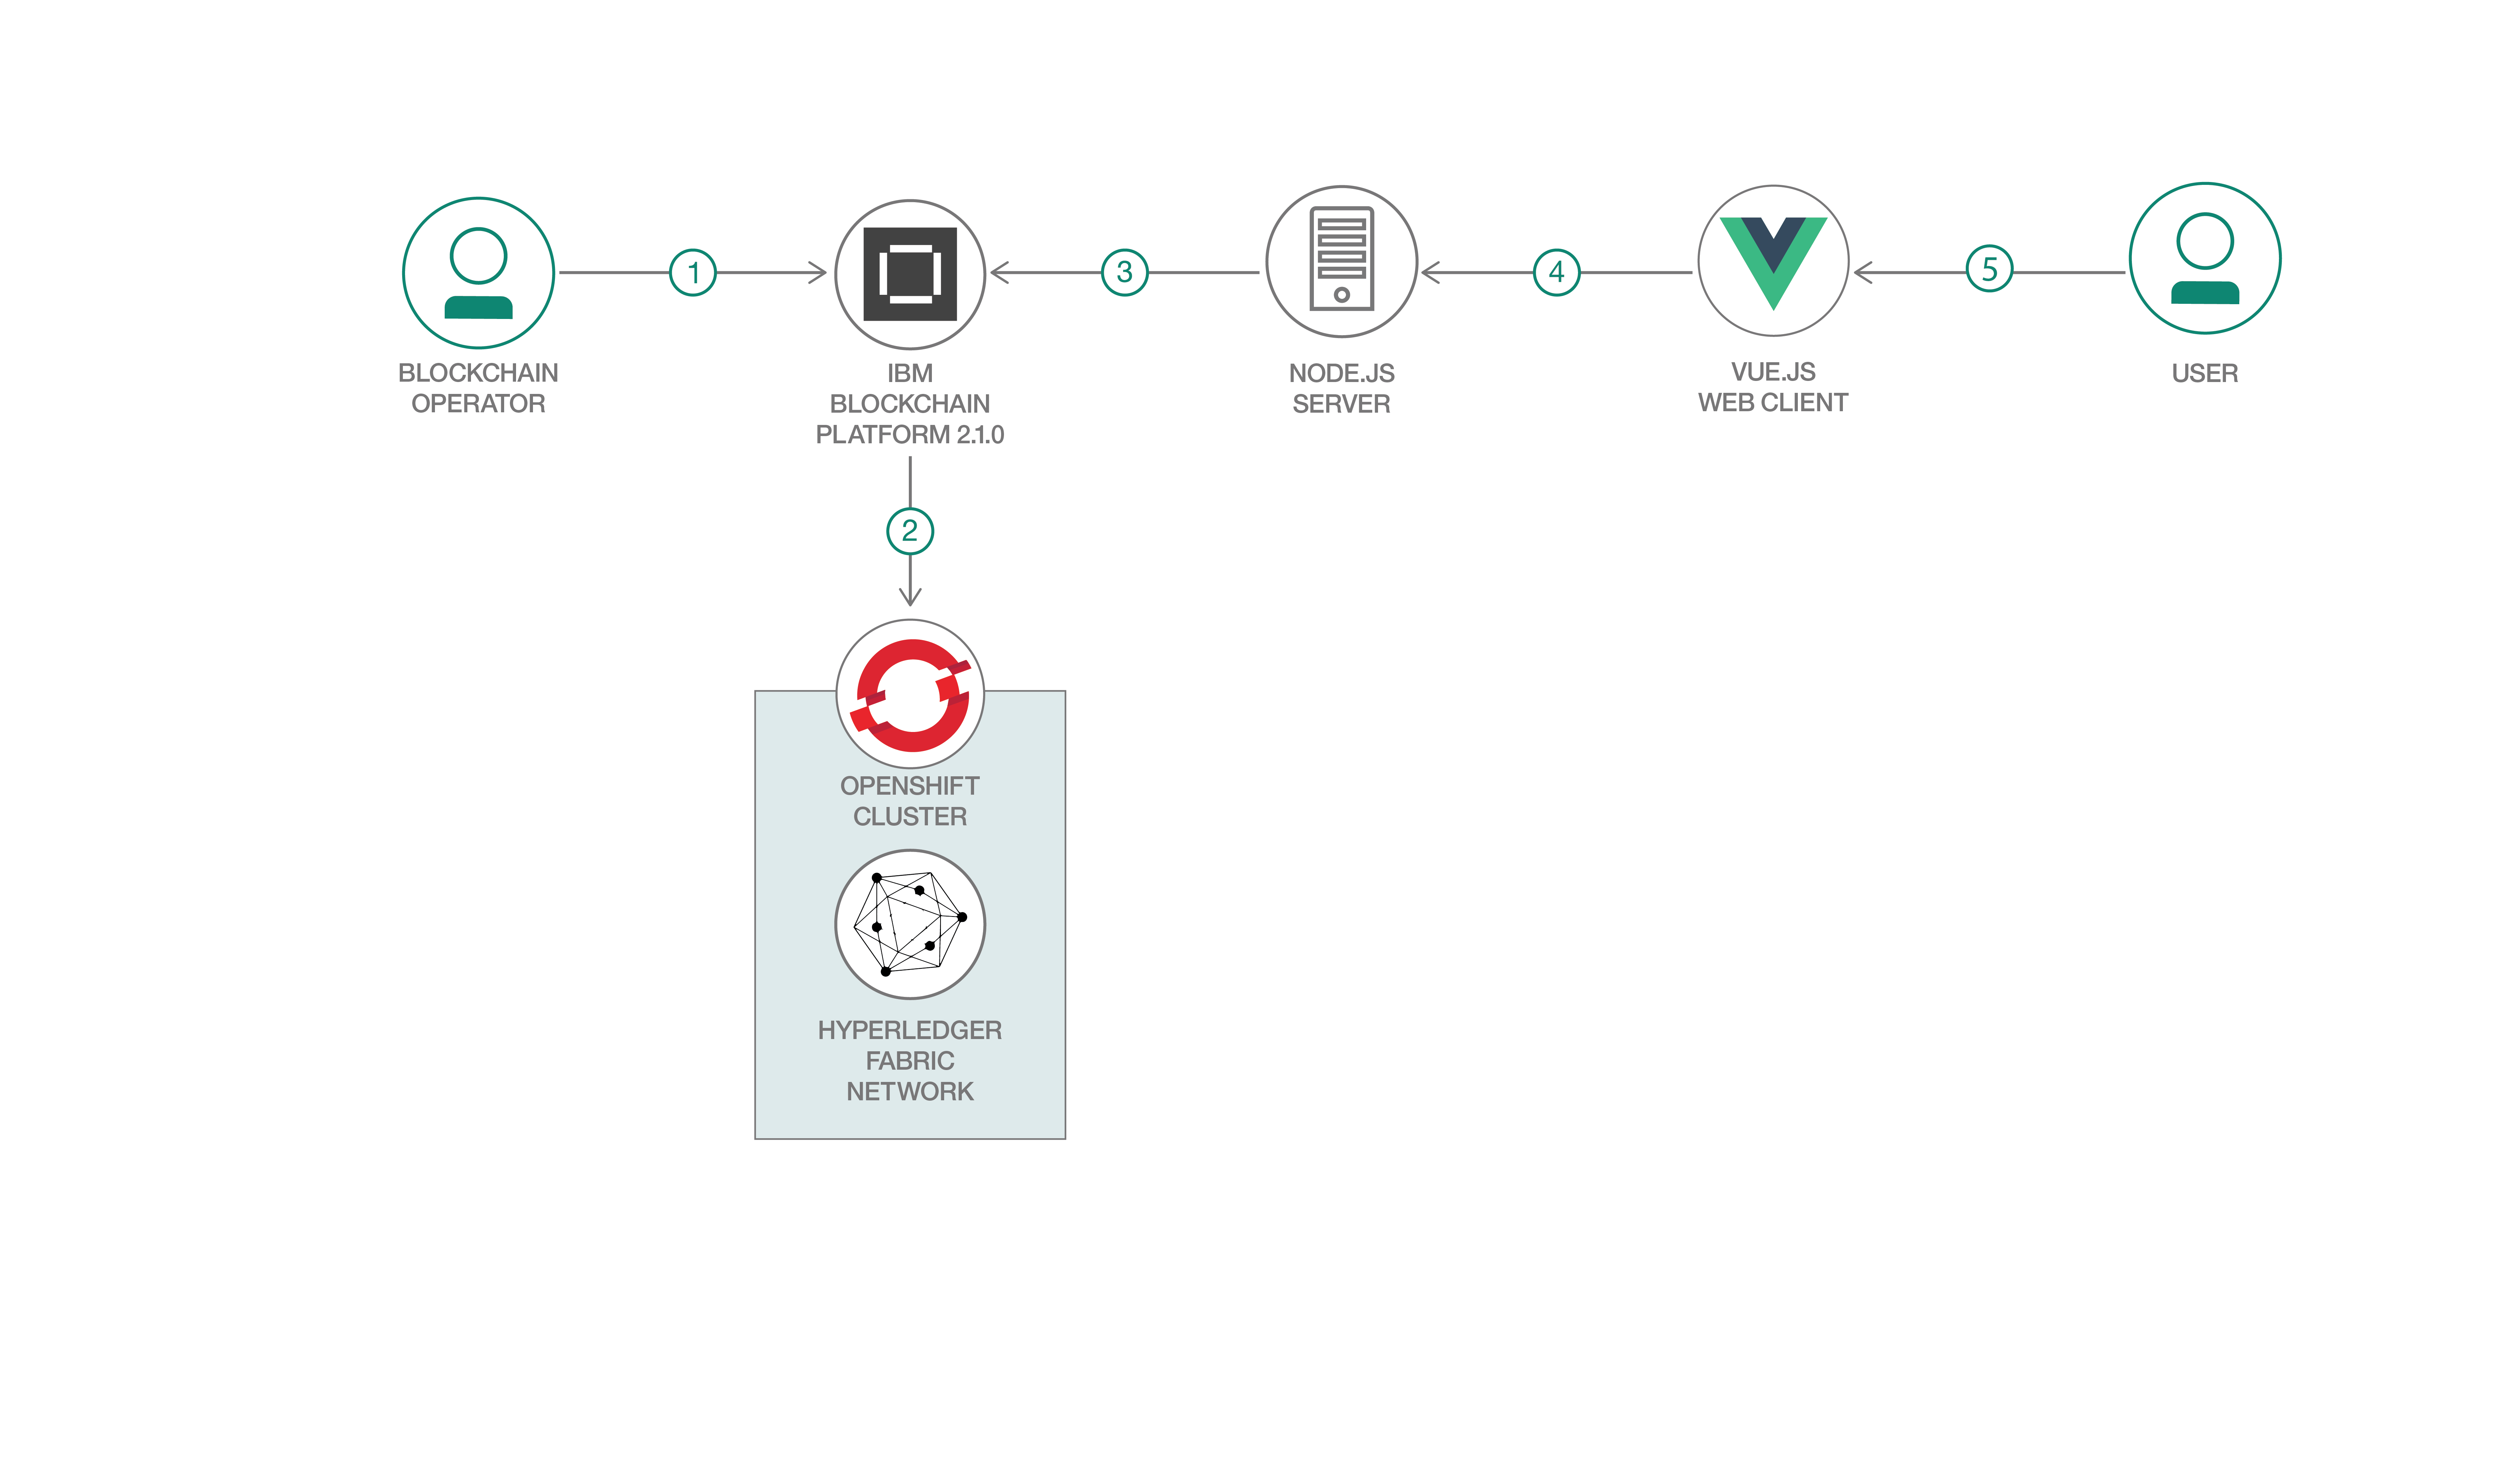 1
3
4
5
BLOCKCHAIN
OPERATOR
IBM
BLOCKCHAIN
PLATFORM 2.1.0
NODE.JS
SERVER
VUE.JS
WEB CLIENT
USER
2
OPENSHIFT
CLUSTER
HYPERLEDGER
FABRIC
NETWORK